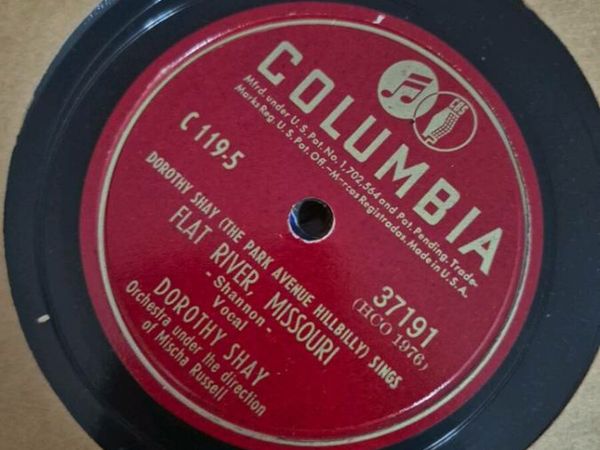 COLUMBIA
CBS
Mfrd. under U.S. Pat. No. 1,702,564 and Pat. Pending. Trade-
Marks Reg. U.S. Pat. Off.—Marcas Registradas. Made in U.S.A.
C 119-5
37191
(HCO 1976)
DOROTHY SHAY (THE PARK AVENUE HILLBILLY) SINGS
FLAT RIVER, MISSOURI
- Shannon -
Vocal
DOROTHY SHAY
Orchestra under the direction
of Mischa Russell